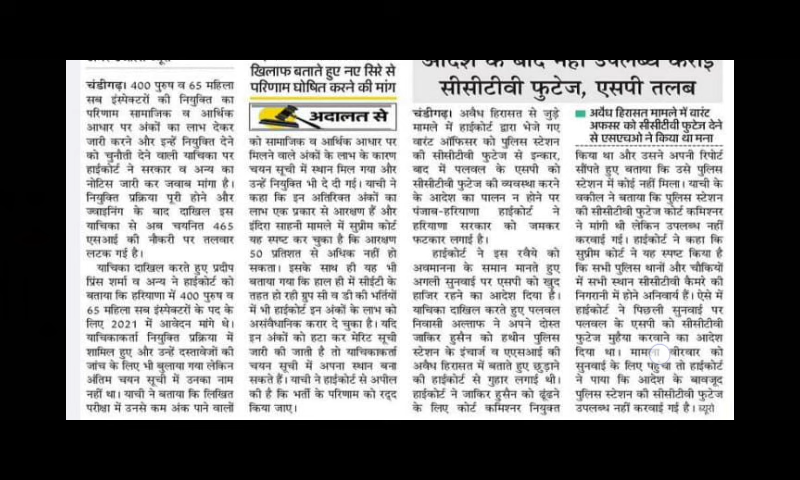 खिलाफ बताते हुए नए सिरे से
परिणाम घोषित करने की मांग
अदालत से
चंडीगढ़। 400 पुरुष व 65 महिला
सब इंस्पेक्टरों की नियुक्ति का
परिणाम सामाजिक व आर्थिक
आधार पर अंकों का लाभ देकर
जारी करने और इन्हें नियुक्ति देने
को चुनौती देने वाली याचिका पर
हाईकोर्ट ने सरकार व अन्य का
नोटिस जारी कर जवाब मांगा है।
नियुक्ति प्रक्रिया पूरी होने और
ज्वाइनिंग के बाद दाखिल इस
याचिका से अब चयनित 465
एसआई की नौकरी पर तलवार
लटक गई है।
याचिका दाखिल करते हुए प्रदीप
प्रिंस शर्मा व अन्य ने हाईकोर्ट को
बताया कि हरियाणा में 400 पुरुष व
65 महिला सब इंस्पेक्टरों के पद के
लिए 2021 में आवेदन मांगे थे।
याचिकाकर्ता नियुक्ति प्रक्रिया में
शामिल हुए और उन्हें दस्तावेजों की
जांच के लिए भी बुलाया गया लेकिन
अंतिम चयन सूची में उनका नाम
नहीं था। याची ने बताया कि लिखित
परीक्षा में उनसे कम अंक पाने वालों
को सामाजिक व आर्थिक आधार पर
मिलने वाले अंकों के लाभ के कारण
चयन सूची में स्थान मिल गया और
उन्हें नियुक्ति भी दे दी गई। याची ने
कहा कि इन अतिरिक्त अंकों का
लाभ एक प्रकार से आरक्षण हैं और
इंदिरा साहनी मामले में सुप्रीम कोर्ट
यह स्पष्ट कर चुका है कि आरक्षण
50 प्रतिशत से अधिक नहीं हो
सकता। इसके साथ ही यह भी
बताया गया कि हाल ही में सीईटी के
तहत हो रही ग्रुप सी व डी की भर्तियों
में भी हाईकोर्ट इन अंकों के लाभ को
असंवैधानिक करार दे चुका है। यदि
इन अंकों को हटा कर मेरिट सूची
जारी की जाती है तो याचिकाकर्ता
चयन सूची में अपना स्थान बना
सकते हैं। याची ने हाईकोर्ट से अपील
की है कि भर्ती के परिणाम को रद्द
किया जाए।
आदेश के बाद नहीं उपलब्ध कराई
सीसीटीवी फुटेज, एसपी तलब
चंडीगढ़। अवैध हिरासत से जुड़े
मामले में हाईकोर्ट द्वारा भेजे गए
वारंट ऑफिसर को पुलिस स्टेशन
की सीसीटीवी फुटेज से इन्कार,
बाद में पलवल के एसपी को
सीसीटीवी फुटेज की व्यवस्था करने
के आदेश का पालन न होने पर
पंजाब-हरियाणा हाईकोर्ट ने
हरियाणा सरकार को जमकर
फटकार लगाई है।
हाईकोर्ट ने इस रवैये को
अवमानना के समान मानते हुए
अगली सुनवाई पर एसपी को खुद
हाजिर रहने का आदेश दिया है।
याचिका दाखिल करते हुए पलवल
निवासी अल्ताफ ने अपने दोस्त
जाकिर हुसैन को हथीन पुलिस
स्टेशन के इंचार्ज व एएसआई की
अवैध हिरासत में बताते हुए छुड़ाने
की हाईकोर्ट से गुहार लगाई थी।
हाईकोर्ट ने जाकिर हुसैन को ढूंढने
के लिए कोर्ट कमिश्नर नियुक्त
अवैध हिरासत मामले में वारंट
अफसर को सीसीटीवी फुटेज देने
से एसएचओ ने किया था मना
किया था और उसने अपनी रिपोर्ट
सौंपते हुए बताया कि उसे पुलिस
स्टेशन में कोई नहीं मिला। याची के
वकील ने बताया कि पुलिस स्टेशन
की सीसीटीवी फुटेज कोर्ट कमिश्नर
ने मांगी थी लेकिन उपलब्ध नहीं
करवाई गई। हाईकोर्ट ने कहा कि
सुप्रीम कोर्ट ने यह स्पष्ट किया है
कि सभी पुलिस थानों और चौकियों
में सभी स्थान सीसीटीवी कैमरे की
निगरानी में होने अनिवार्य हैं। ऐसे में
हाईकोर्ट ने पिछली सुनवाई पर
पलवल के एसपी को सीसीटीवी
फुटेज मुहैया करवाने का आदेश
दिया था। वीरवार को
सुनवाई के लिए पहुंचा तो हाईकोर्ट
ने पाया कि आदेश के बावजूद
पुलिस स्टेशन की सीसीटीवी फुटेज
उपलब्ध नहीं करवाई गई है। ब्यूरो